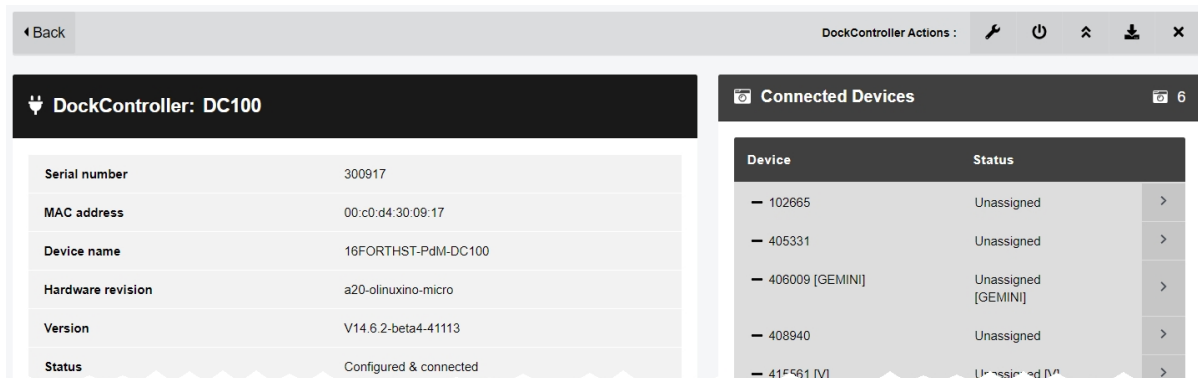 Back
DockController Actions :
DockController: DC100
Serial number 300917
MAC address 00:c0:d4:30:09:17
Device name 16FORTHST-PdM-DC100
Hardware revision a20-olinuxino-micro
Version V14.6.2-beta4-41113
Status Configured & connected
Connected Devices 6
Device Status
102665 Unassigned
405331 Unassigned
406009 [GEMINI] Unassigned
[GEMINI]
408940 Unassigned
415561 [V] Unassigned [V]